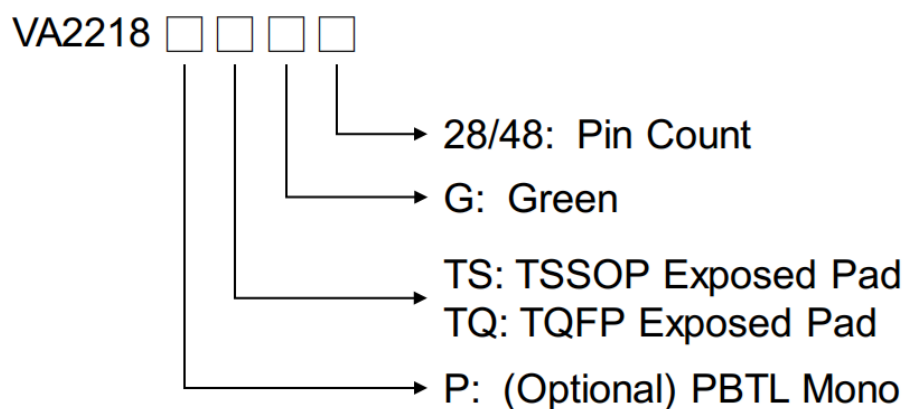 VA2218 □ □ □ □
28/48: Pin Count
G: Green
TS: TSSOP Exposed Pad
TQ: TQFP Exposed Pad
P: (Optional) PBTL Mono